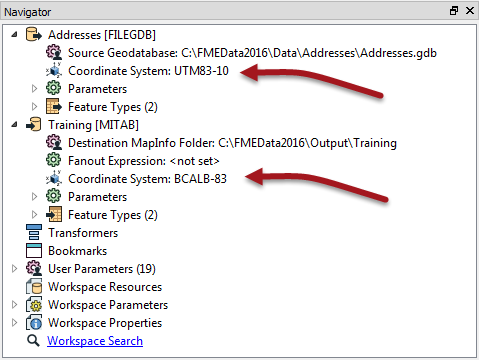 Navigator
Addresses [FILEGDB]
Source Geodatabase: C:\FMEData2016\Data\Addresses\Addresses.gdb
Coordinate System: UTM83-10
Parameters
Feature Types (2)
Training [MITAB]
Destination MapInfo Folder: C:\FMEData2016\Output\Training
Fanout Expression: <not set>
Coordinate System: BCALB-83
Parameters
Feature Types (2)
Transformers
Bookmarks
User Parameters (19)
Workspace Resources
Workspace Parameters
Workspace Properties
Workspace Search